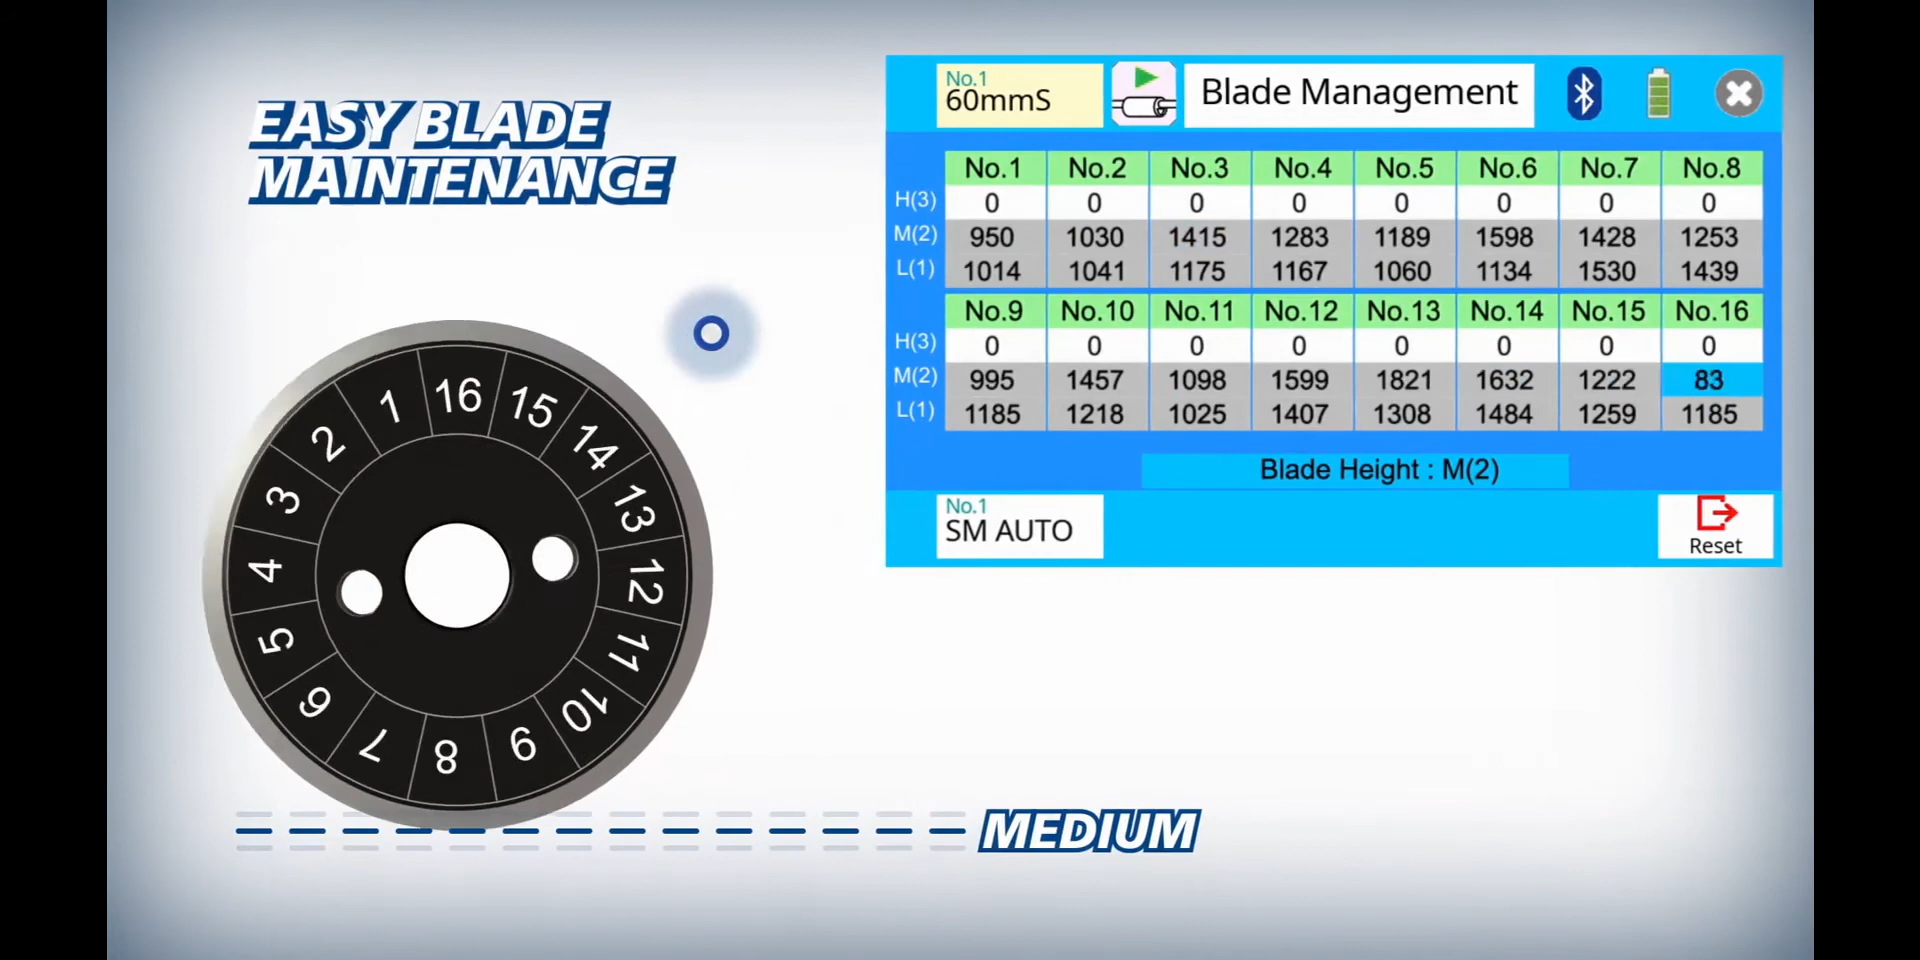 EASY BLADE
MAINTENANCE
No.1
60mmS
Blade Management
No.1 No.2 No.3 No.4 No.5 No.6 No.7 No.8
H(3) 0 0 0 0 0 0 0 0
M(2) 950 1030 1415 1283 1189 1598 1428 1253
L(1) 1014 1041 1175 1167 1060 1134 1530 1439
No.9 No.10 No.11 No.12 No.13 No.14 No.15 No.16
H(3) 0 0 0 0 0 0 0 0
M(2) 995 1457 1098 1599 1821 1632 1222 83
L(1) 1185 1218 1025 1407 1308 1484 1259 1185
Blade Height : M(2)
No.1
SM AUTO
Reset
1
2
3
4
5
6
7
8
9
10
11
12
13
14
15
16
MEDIUM